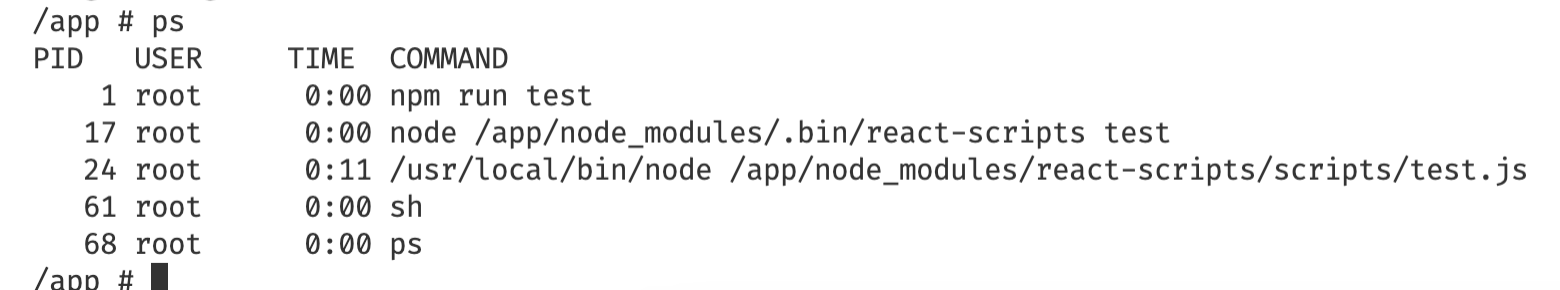 /app # ps
PID   USER     TIME  COMMAND
    1 root      0:00 npm run test
   17 root      0:00 node /app/node_modules/.bin/react-scripts test
   24 root      0:11 /usr/local/bin/node /app/node_modules/react-scripts/scripts/test.js
   61 root      0:00 sh
   68 root      0:00 ps
/app #